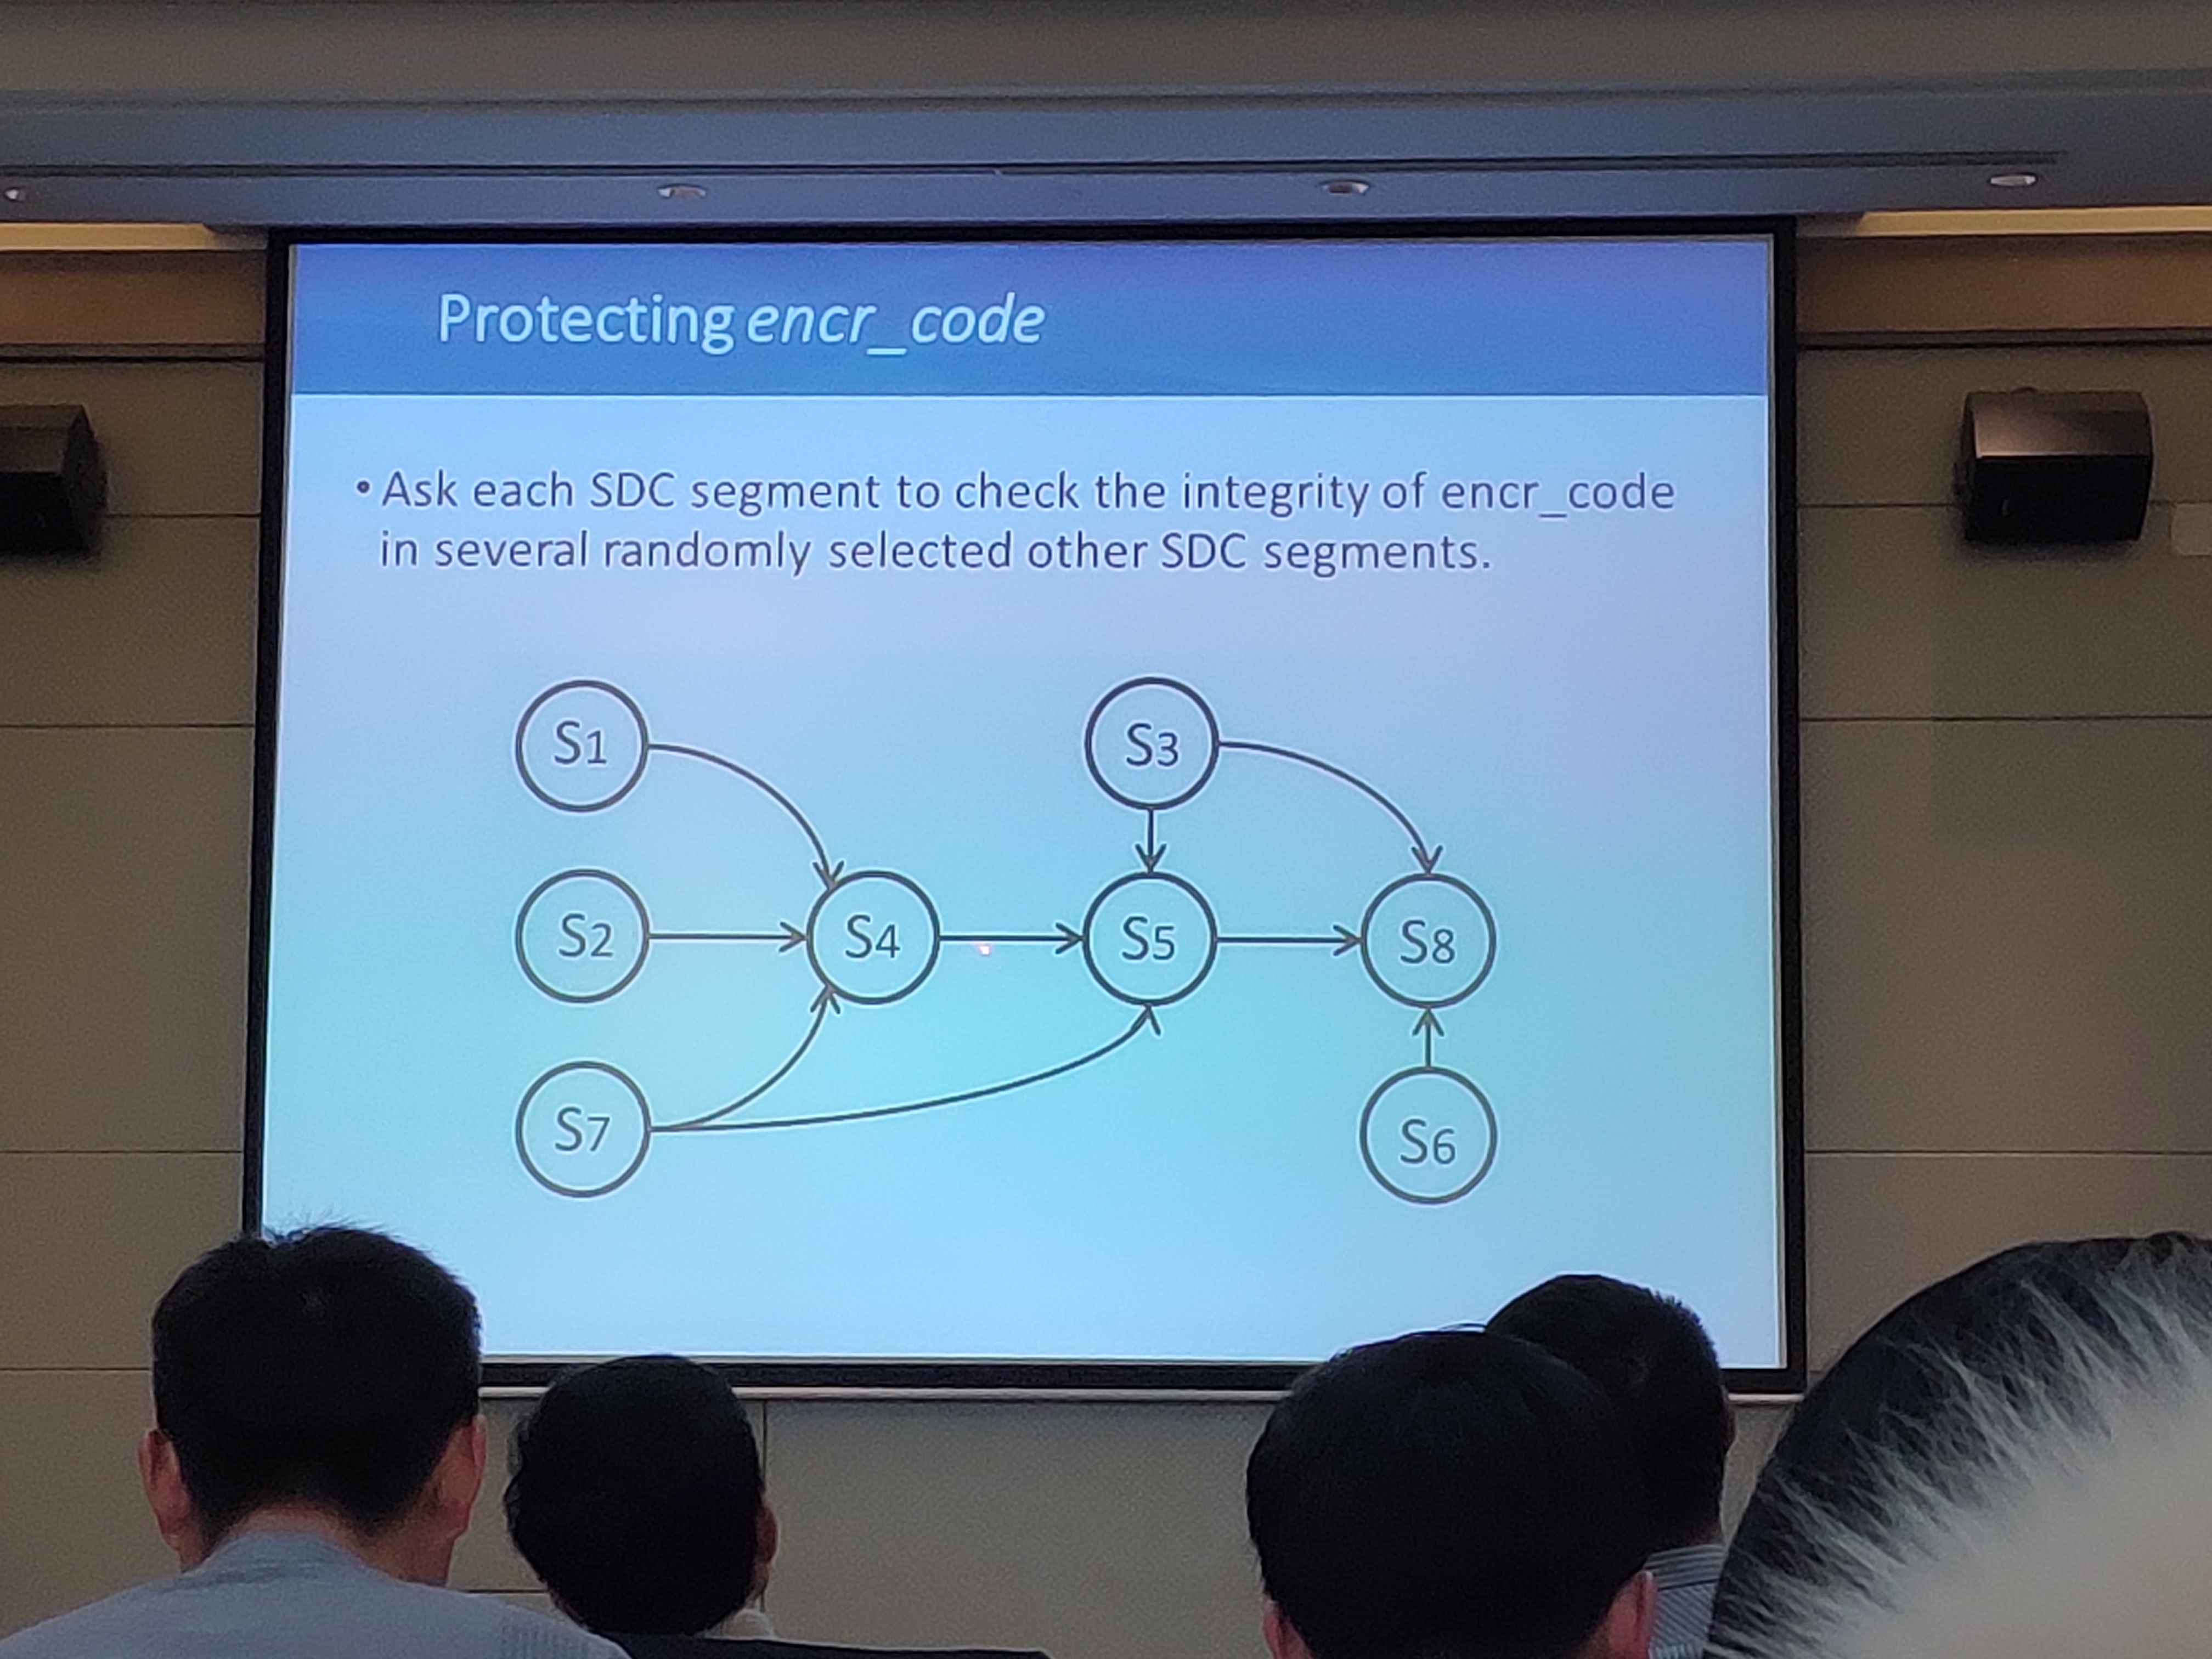 Protecting encr_code
• Ask each SDC segment to check the integrity of encr_code
in several randomly selected other SDC segments.
S1
S3
S2
S4
S5
S8
S7
S6